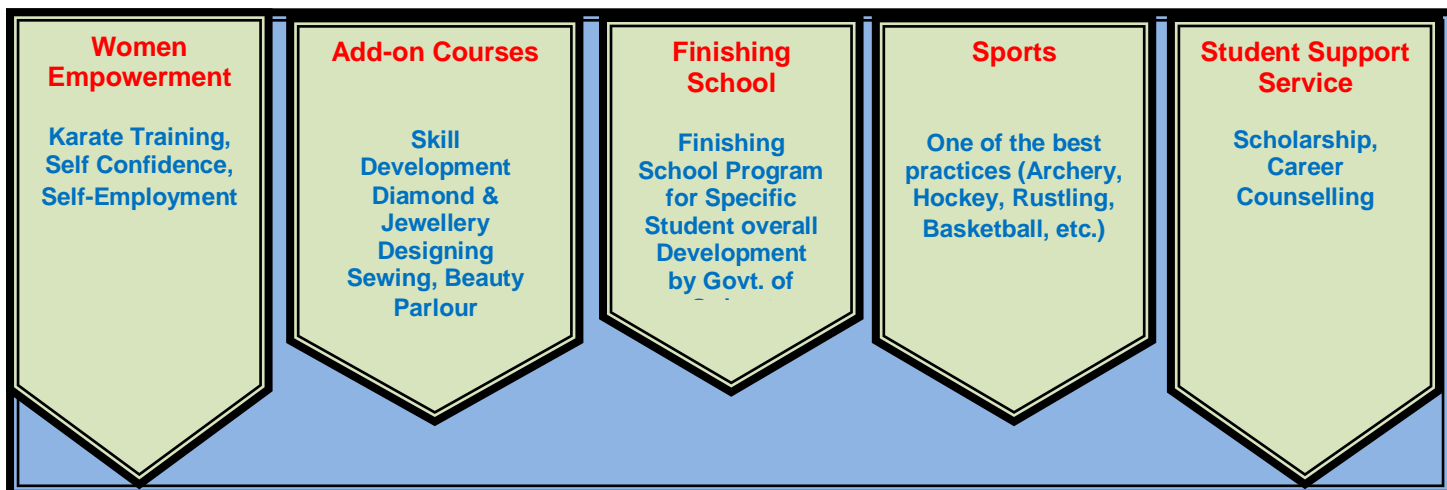 Women
Empowerment
Karate Training,
Self Confidence,
Self-Employment
Add-on Courses
Skill
Development
Diamond &
Jewellery
Designing
Sewing, Beauty
Parlour
Finishing
School
Finishing
School Program
for Specific
Student overall
Development
by Govt. of
Sports
One of the best
practices (Archery,
Hockey, Rustling,
Basketball, etc.)
Student Support
Service
Scholarship,
Career
Counselling